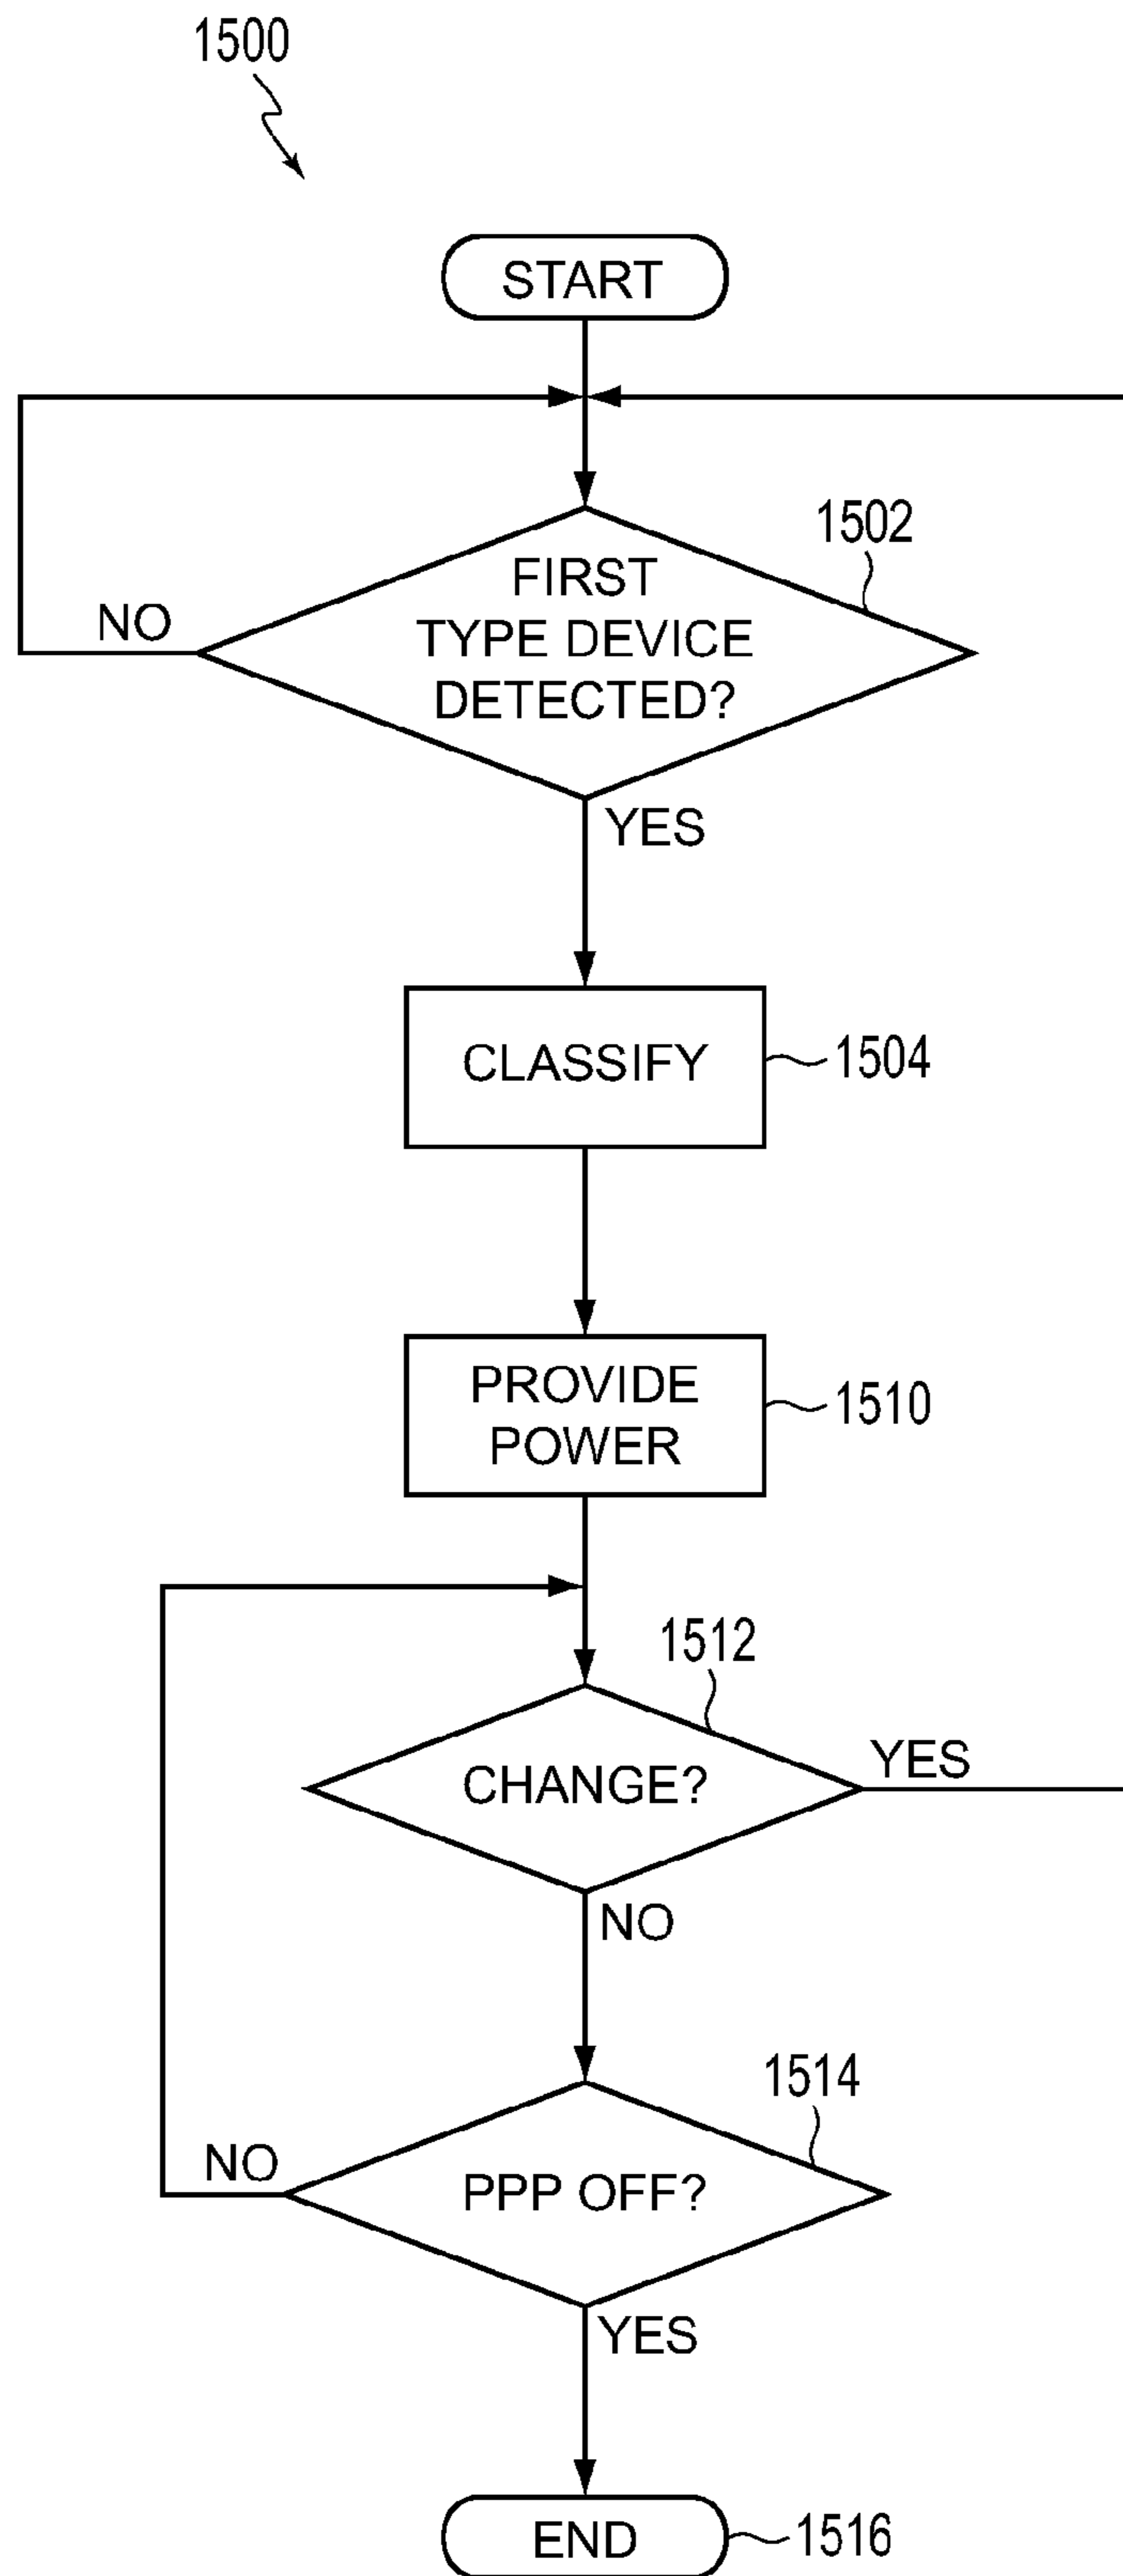 1500
START
1502
FIRST
TYPE DEVICE
DETECTED?
NO
YES
CLASSIFY
1504
PROVIDE
POWER
1510
1512
CHANGE?
YES
NO
1514
PPP OFF?
NO
YES
END
1516